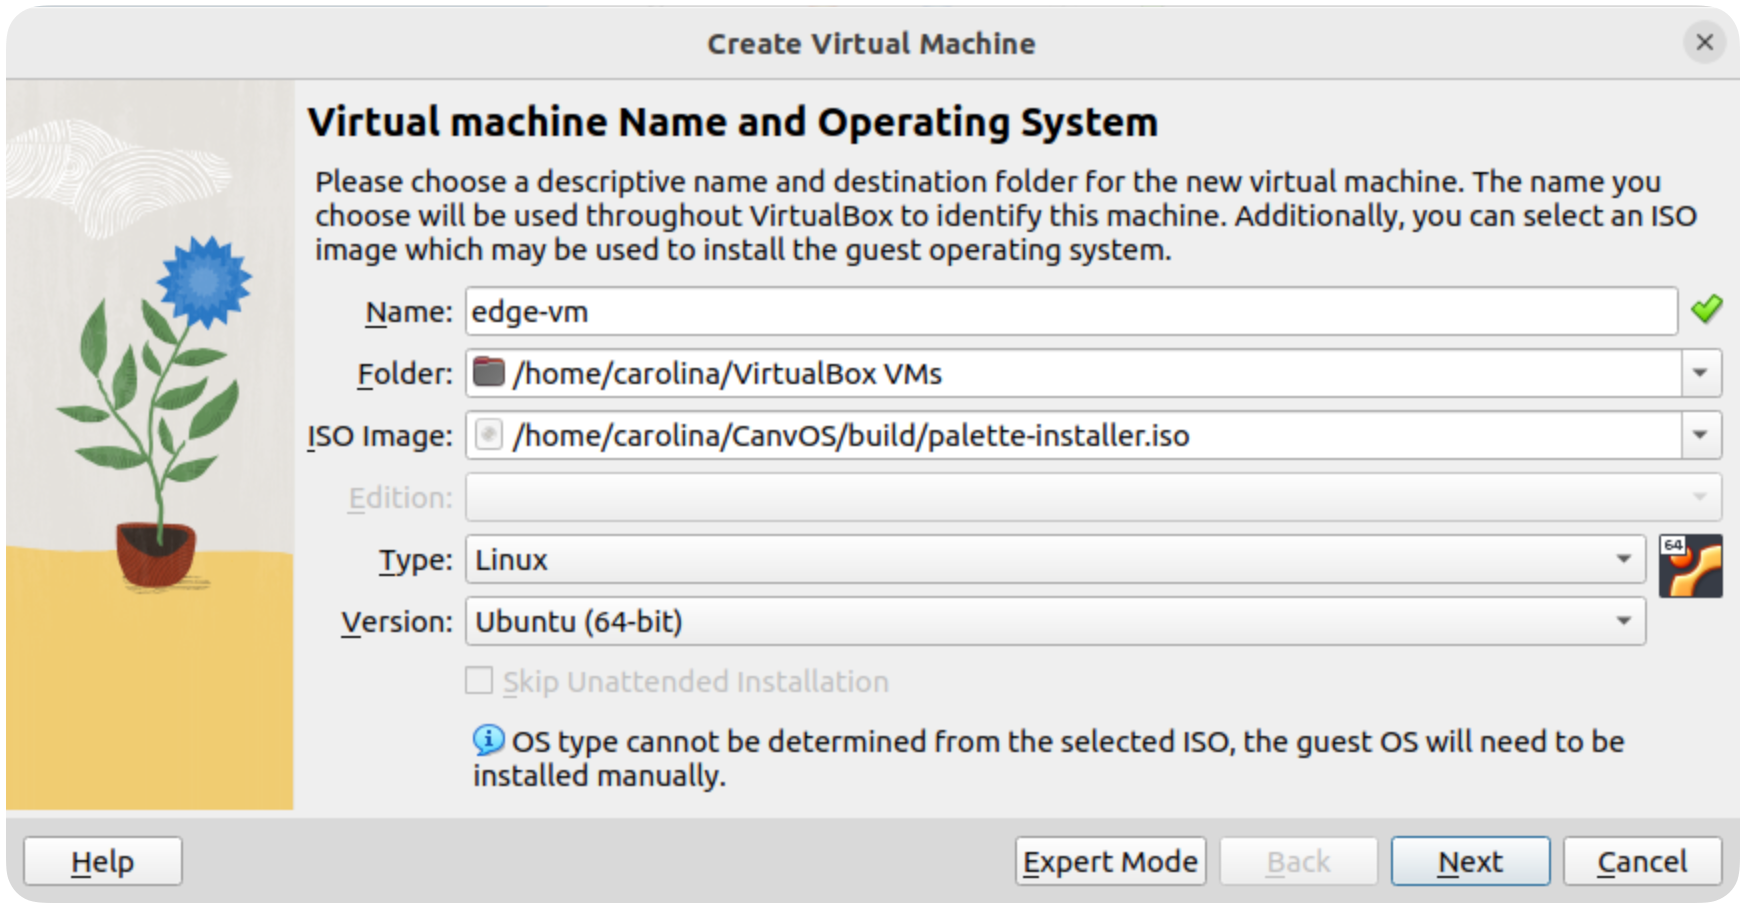 Create Virtual Machine
Virtual machine Name and Operating System
Please choose a descriptive name and destination folder for the new virtual machine. The name you
choose will be used throughout VirtualBox to identify this machine. Additionally, you can select an ISO
image which may be used to install the guest operating system.
Name: edge-vm
Folder: /home/carolina/VirtualBox VMs
ISO Image: /home/carolina/CanvOS/build/palette-installer.iso
Edition:
Type: Linux
64
Version: Ubuntu (64-bit)
Skip Unattended Installation
OS type cannot be determined from the selected ISO, the guest OS will need to be
installed manually.
Help Expert Mode Back Next Cancel